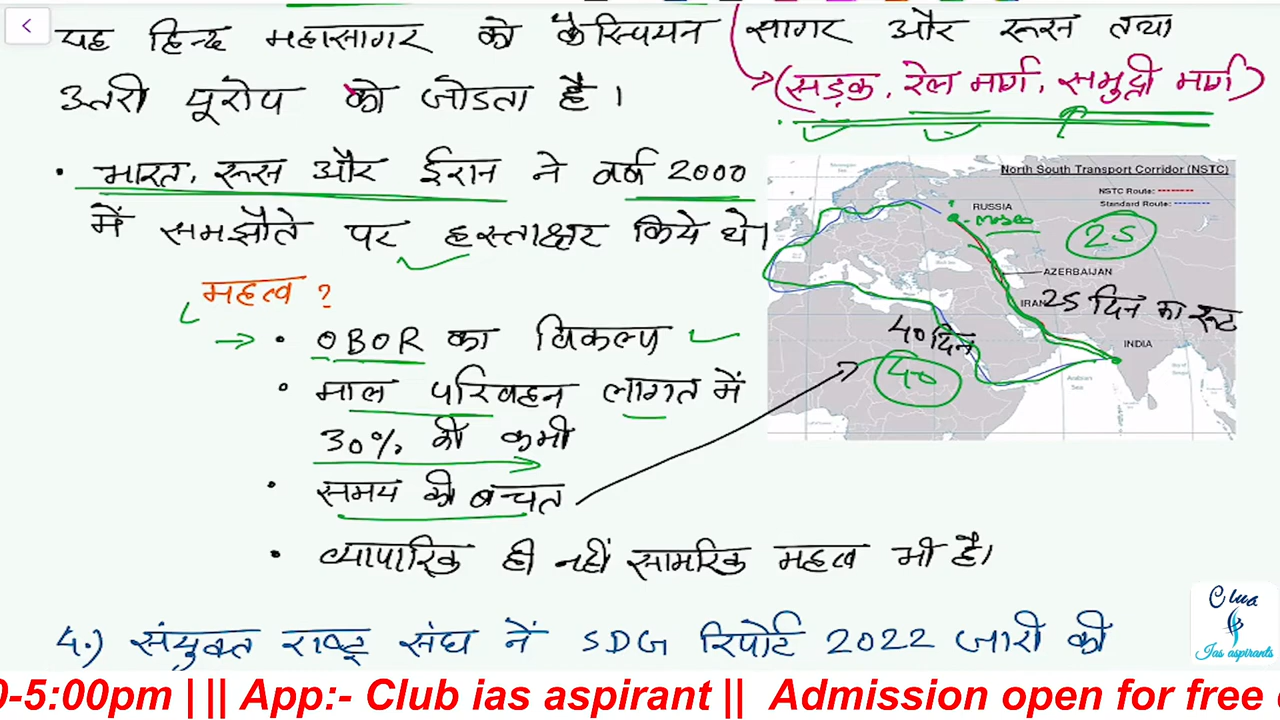 यह हिन्द महासागर को कैस्पियन सागर और रूस तथा
उत्तरी यूरोप को जोडता है।
(सड़क, रेल मार्ग, समुद्री मार्ग)
• भारत, रूस और ईरान ने वर्ष 2000
में समझौते पर हस्ताक्षर किये थे।
महत्व ?
→ • OBOR का विकल्प
• माल परिवहन लागत में
30% की कमी
• समय की बचत
• व्यापारिक ही नहीं सामरिक महत्व भी है।
North South Transport Corridor (NSTC)
NSTC Route:
Standard Route:
RUSSIA
25
AZERBAIJAN
IRAN
25 दिन का रूट
40 दिन
INDIA
40
Arabian Sea
4.) संयुक्त राष्ट्र संघ नें SDG रिपोर्ट 2022 जारी की
Club
Ias aspirants
0-5:00pm | || App:- Club ias aspirant || Admission open for free